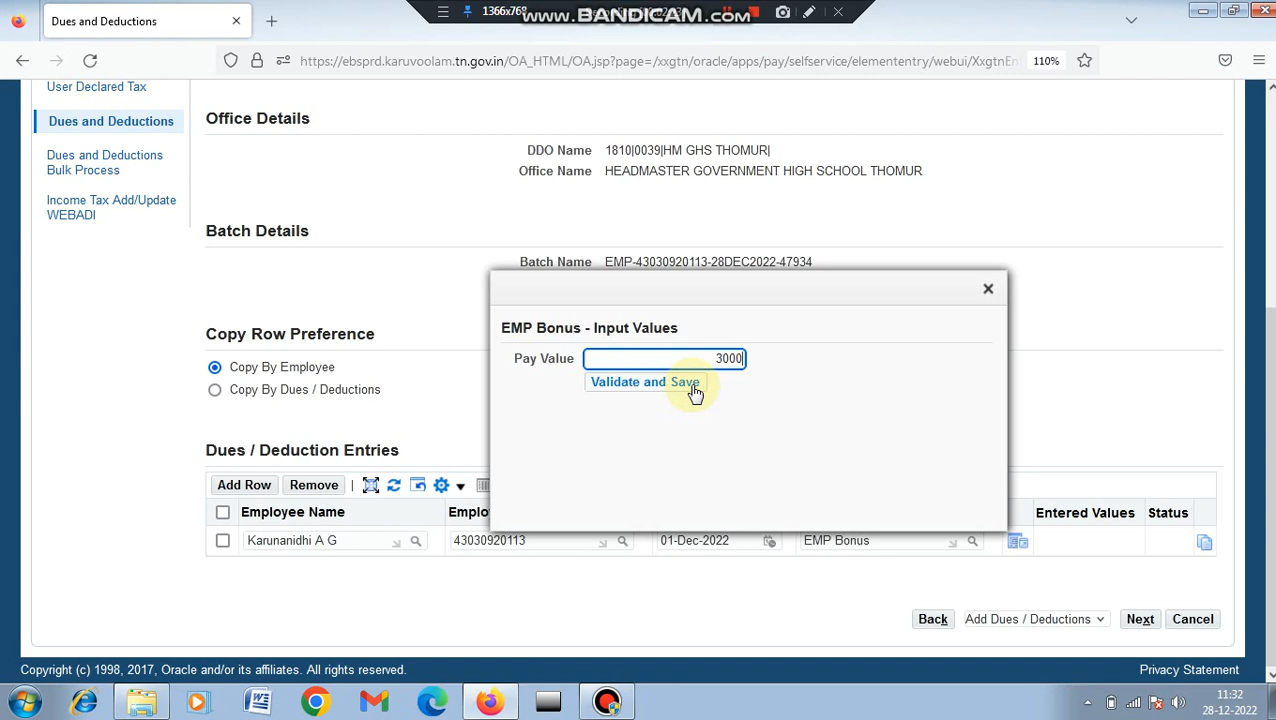 Dues and Deductions
1366x768
www.BANDICAM.com
https://ebsprd.karuvoolam.tn.gov.in/OA_HTML/OA.jsp?page=/xxgtn/oracle/apps/pay/selfservice/elemententry/webui/XxgtnEn
110%
User Declared Tax
Dues and Deductions
Dues and Deductions
Bulk Process
Income Tax Add/Update
WEBADI
Office Details
DDO Name 1810|0039|HM GHS THOMUR|
Office Name HEADMASTER GOVERNMENT HIGH SCHOOL THOMUR
Batch Details
Batch Name EMP-43030920113-28DEC2022-47934
EMP Bonus - Input Values
Pay Value 3000
Validate and Save
Copy Row Preference
Copy By Employee
Copy By Dues / Deductions
Dues / Deduction Entries
Add Row Remove
Employee Name Emplo Entered Values Status
Karunanidhi A G 43030920113 01-Dec-2022 EMP Bonus
Back Add Dues / Deductions Next Cancel
Copyright (c) 1998, 2017, Oracle and/or its affiliates. All rights reserved.
Privacy Statement
11:32
28-12-2022